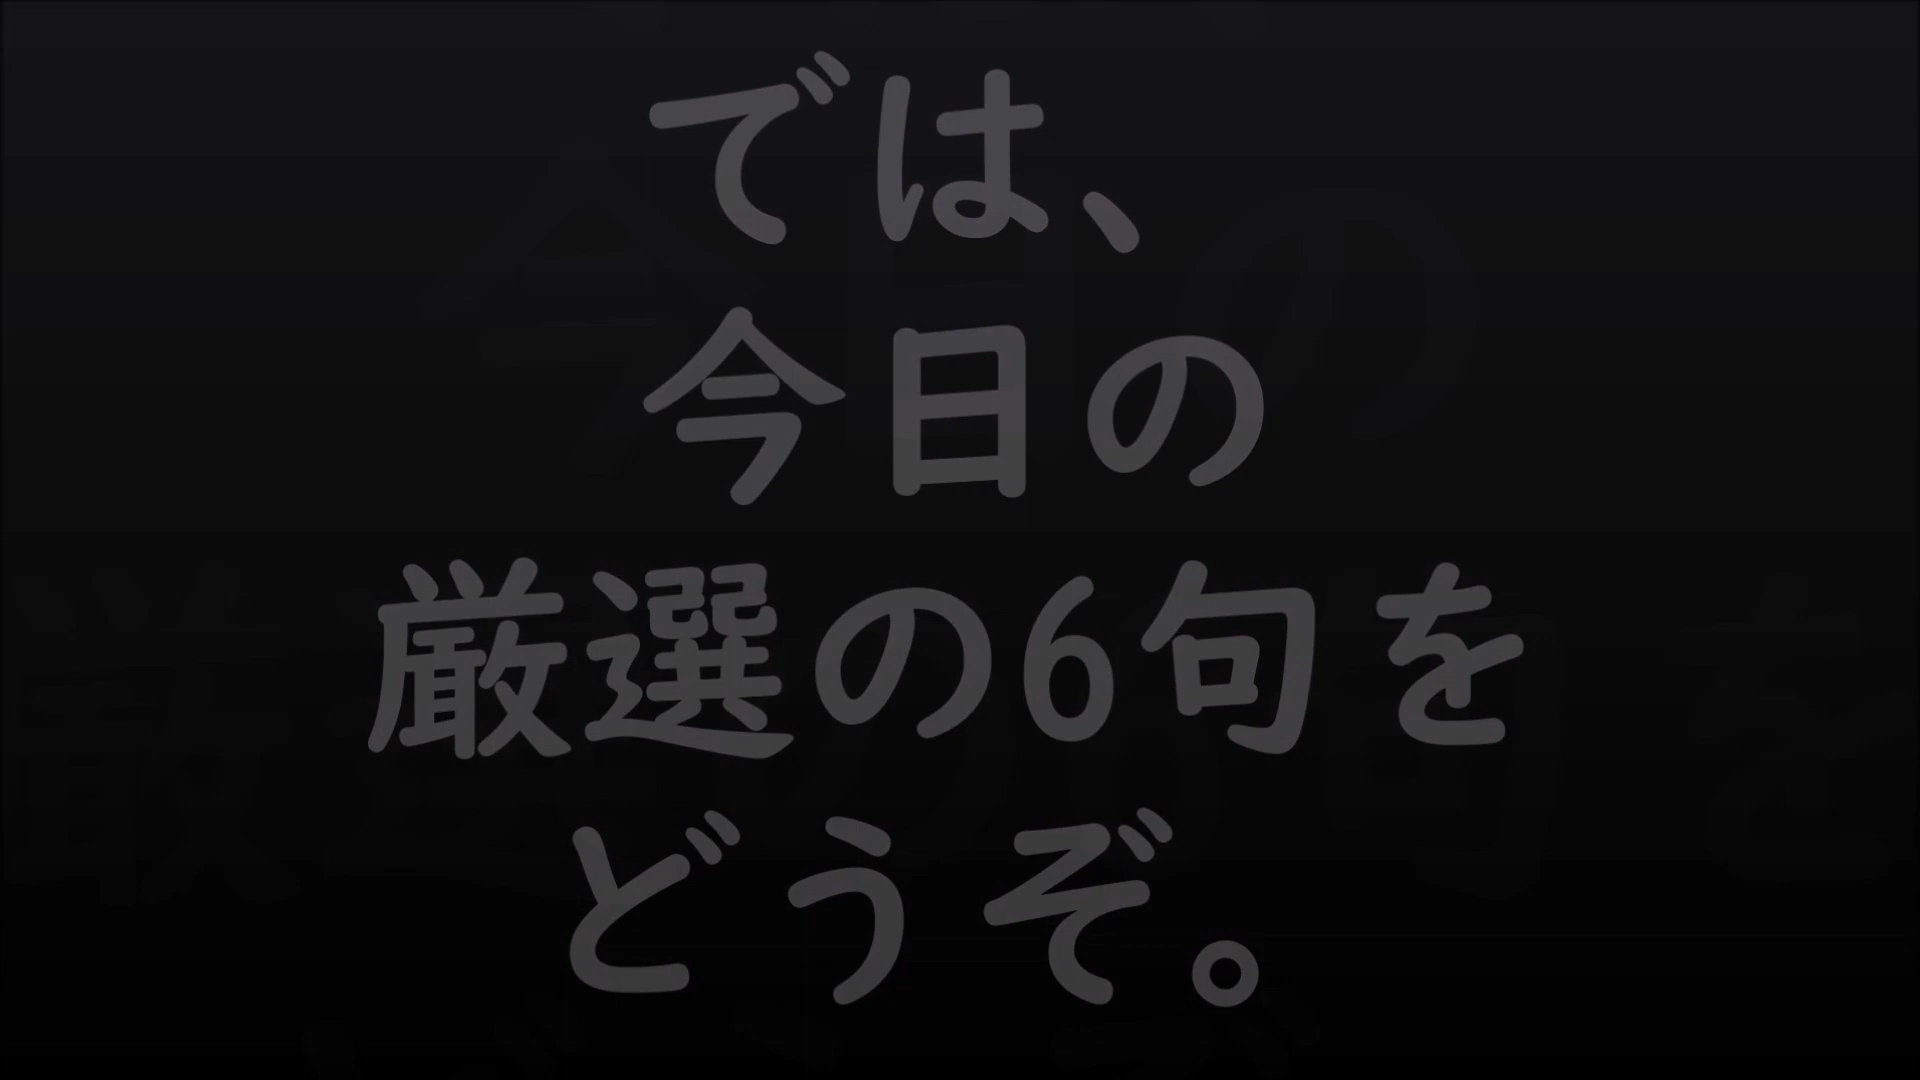 では、
今日の
厳選の6句を
どうぞ。